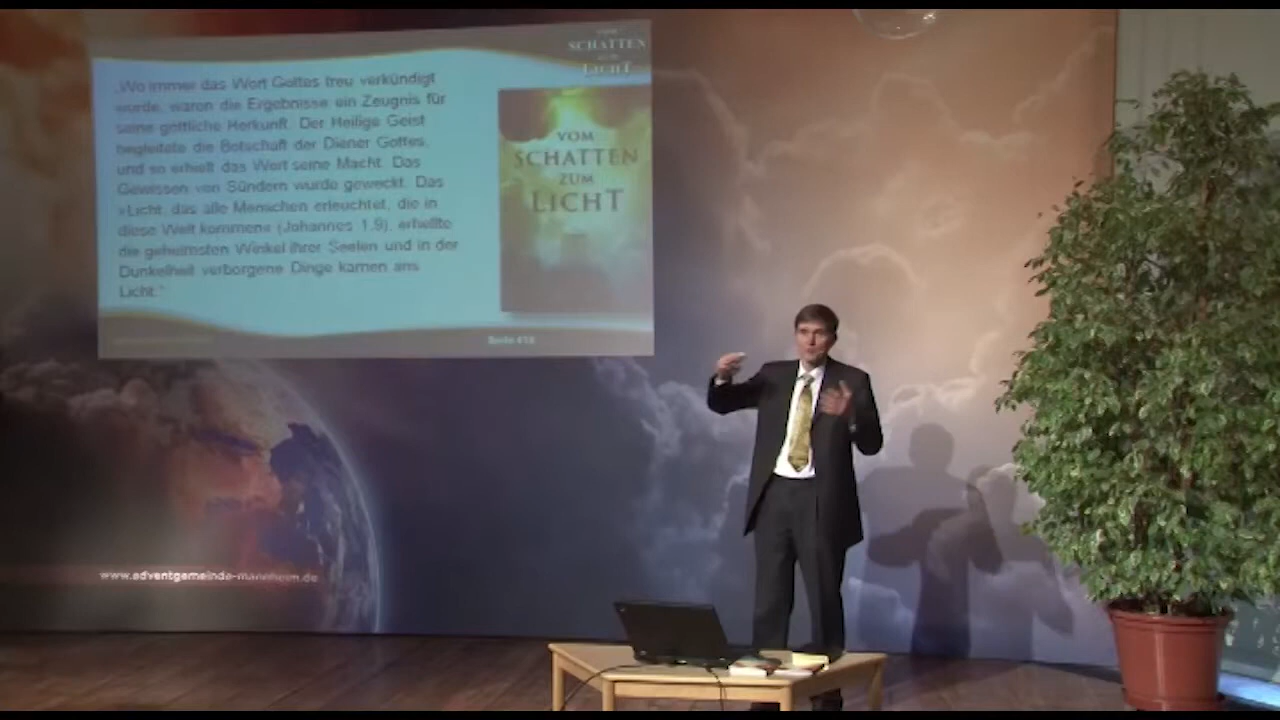 VOM
SCHATTEN
ZUM
LICHT
„Wo immer das Wort Gottes treu verkündigt
wurde, waren die Ergebnisse ein Zeugnis für
seine göttliche Herkunft. Der Heilige Geist
begleitete die Botschaft der Diener Gottes,
und so erhielt das Wort seine Macht. Das
Gewissen von Sündern wurde geweckt. Das
»Licht, das alle Menschen erleuchtet, die in
diese Welt kommen« (Johannes 1,9), erhellte
die geheimsten Winkel ihrer Seelen und in der
Dunkelheit verborgene Dinge kamen ans
Licht.“
VOM
SCHATTEN
ZUM
LICHT
Seite
www.adventgemeinde-mannheim.de